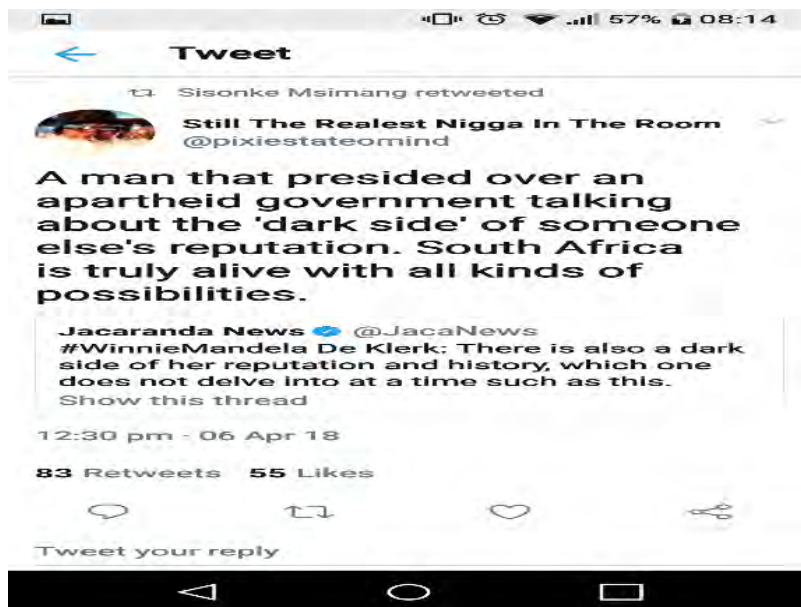 57% 08:14
Tweet
Sisonke Msimang retweeted
Still The Realest Nigga In The Room
@pixiestateomind
A man that presided over an
apartheid government talking
about the 'dark side' of someone
else's reputation. South Africa
is truly alive with all kinds of
possibilities.
Jacaranda News @JacaNews
#WinnieMandela De Klerk: There is also a dark
side of her reputation and history, which one
does not delve into at a time such as this.
Show this thread
12:30 pm - 06 Apr 18
83 Retweets 55 Likes
Tweet your reply